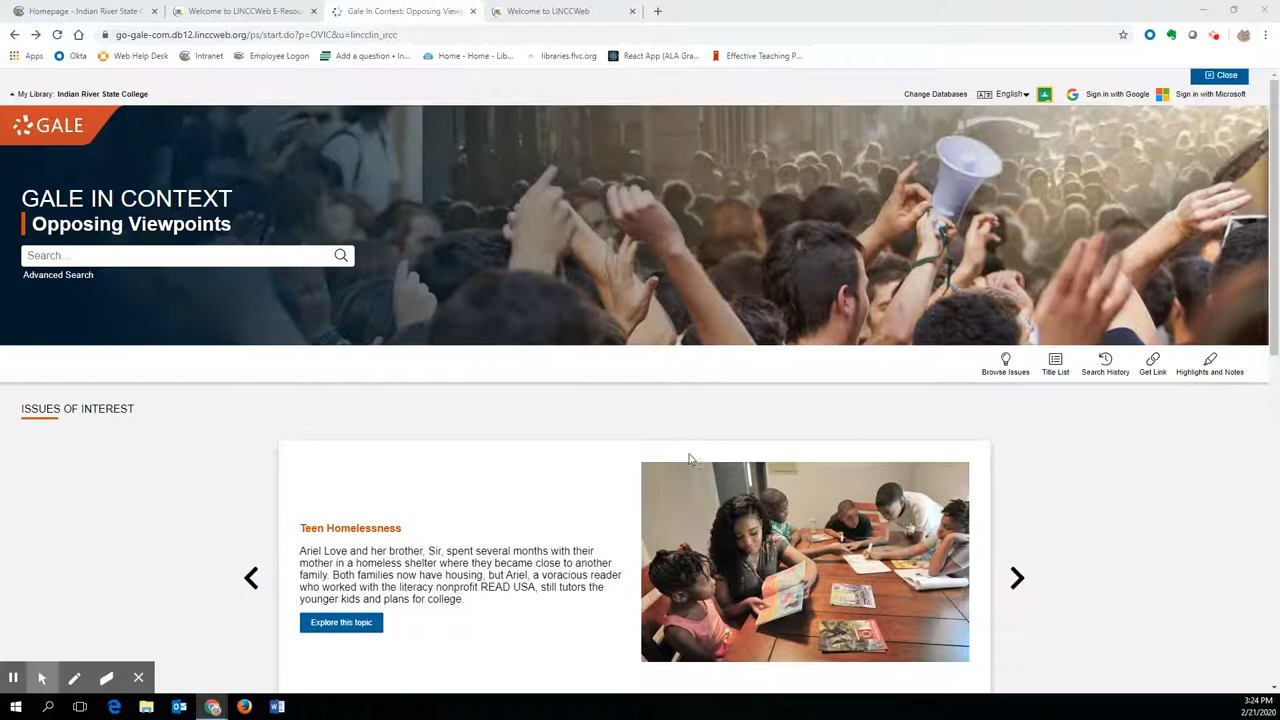 Homepage - Indian River State C
Welcome to LINCCWeb E-Resou
Gale In Context: Opposing Viewp
Welcome to LINCCWeb
go-gale-com.db12.linccweb.org/ps/start.do?p=OVIC&u=lincclin_ircc
Apps Okta Web Help Desk Intranet Employee Logon Add a question • In... Home - Home - Lib... libraries.flvc.org React App (ALA Gra... Effective Teaching P...
Close
My Library: Indian River State College
Change Databases English Sign in with Google Sign in with Microsoft
GALE
GALE IN CONTEXT
Opposing Viewpoints
Search...
Advanced Search
Browse Issues Title List Search History Get Link Highlights and Notes
ISSUES OF INTEREST
Teen Homelessness
Ariel Love and her brother, Sir, spent several months with their
mother in a homeless shelter where they became close to another
family. Both families now have housing, but Ariel, a voracious reader
who worked with the literacy nonprofit READ USA, still tutors the
younger kids and plans for college.
Explore this topic
3:24 PM
2/21/2020